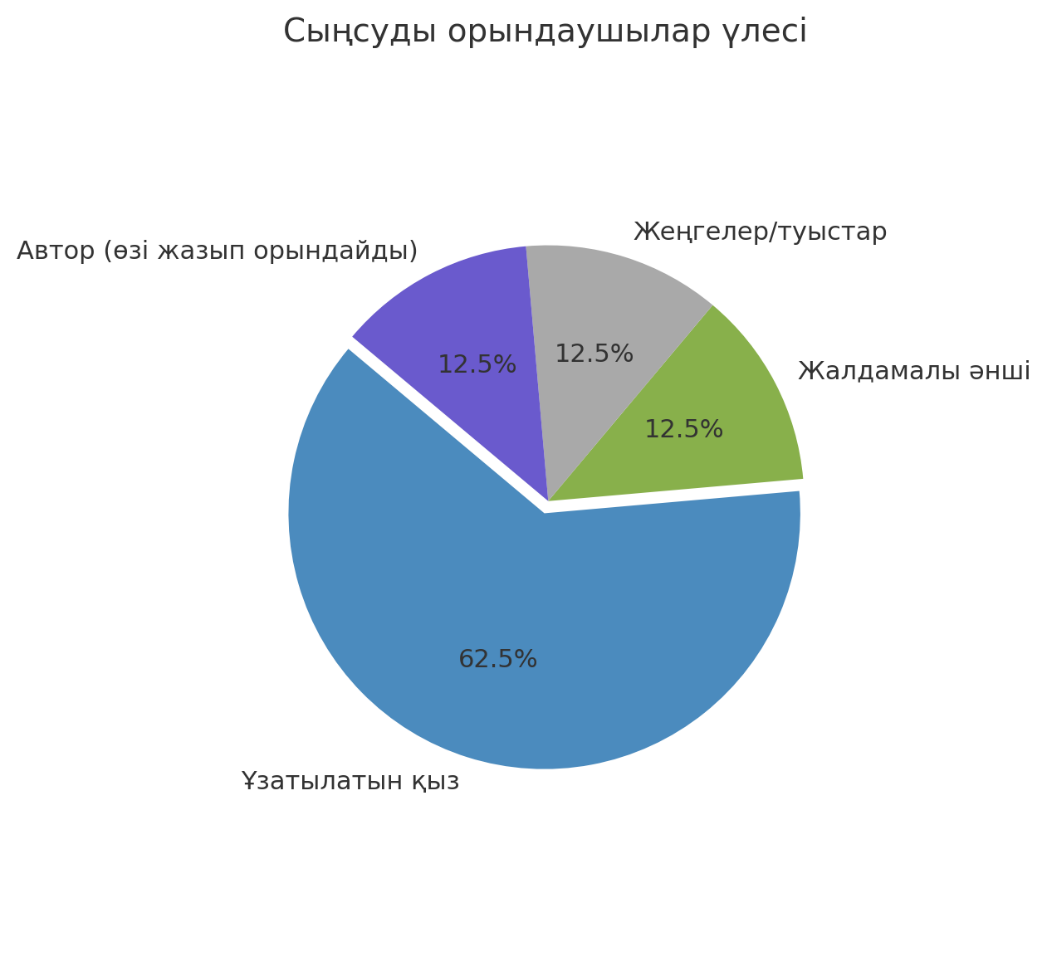 Сыңсуды орындаушылар үлесі
Жеңгелер/туыстар
Автор (өзі жазып орындайды)
12.5%
12.5%
Жалдамалы әнші
12.5%
62.5%
Ұзатылатын қыз